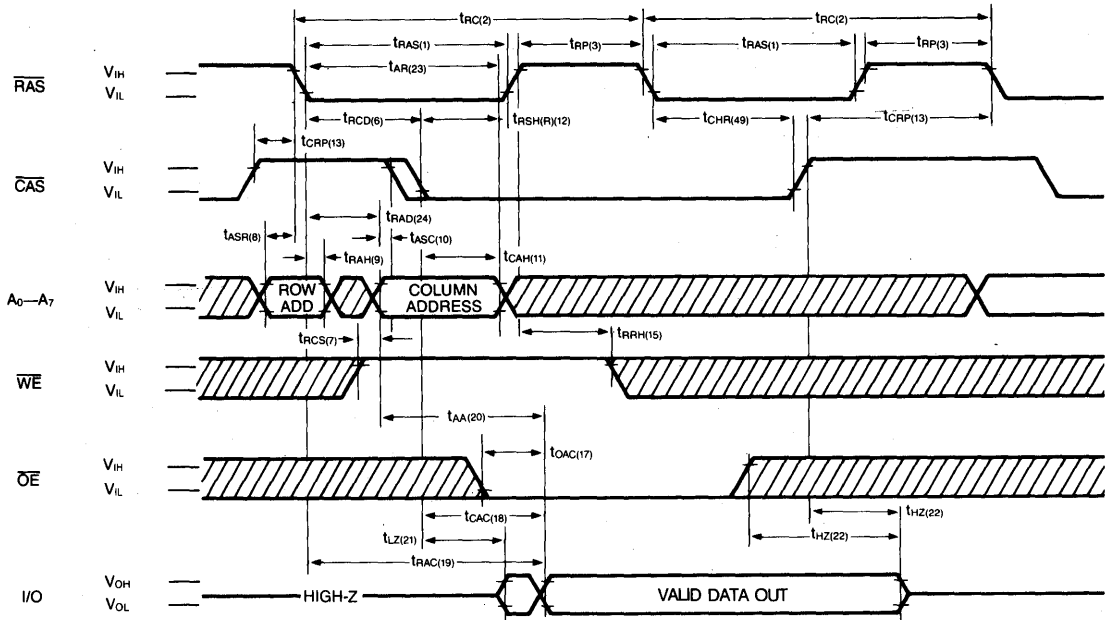 tRC(2) tRC(2)
tRAS(1) tRP(3) tRAS(1) tRP(3)
tAR(23)
RAS VIH
VIL
tRCD(6) tRSH(R)(12) tCHR(49) tCRP(13)
tCRP(13)
CAS VIH
VIL
tRAD(24)
tASR(8) tASC(10)
tRAH(9) tCAH(11)
A0—A7 VIH
VIL
ROW
ADD
COLUMN
ADDRESS
tRCS(7) tRRH(15)
WE VIH
VIL
tAA(20)
tOAC(17)
OE VIH
VIL
tCAC(18) tHZ(22)
tLZ(21) tHZ(22)
tRAC(19)
I/O VOH
VOL
HIGH-Z VALID DATA OUT